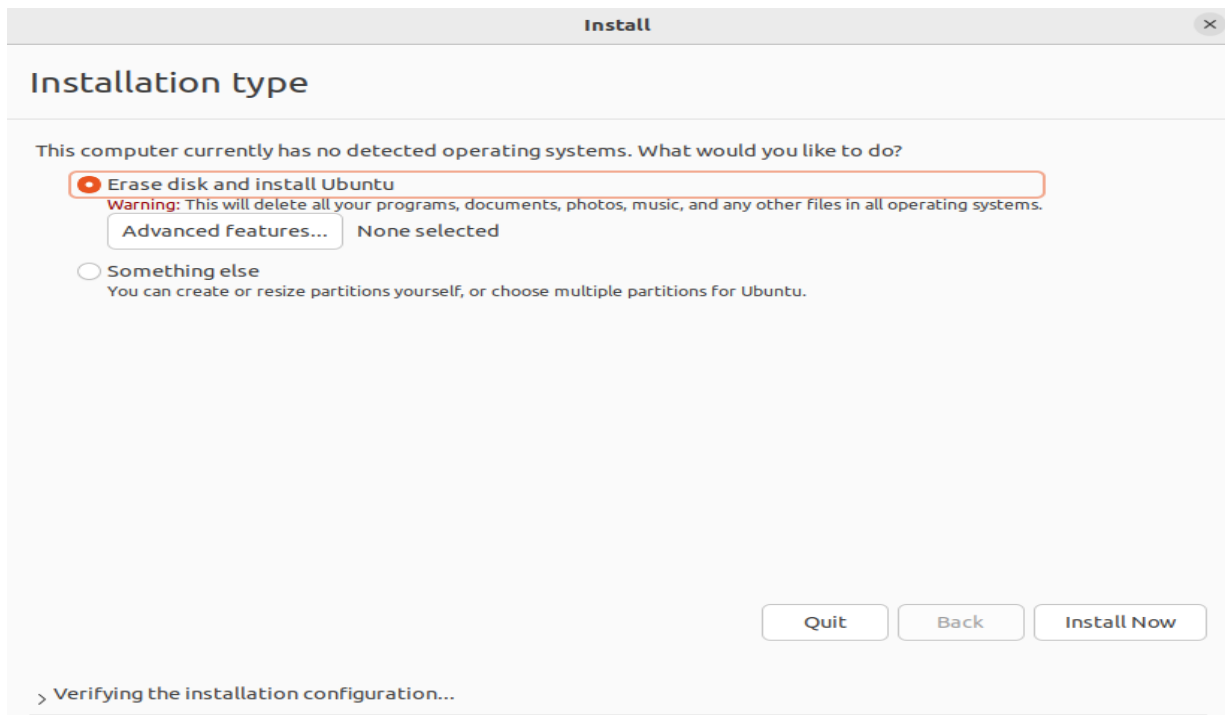 Install
Installation type
This computer currently has no detected operating systems. What would you like to do?
Erase disk and install Ubuntu
Warning: This will delete all your programs, documents, photos, music, and any other files in all operating systems.
Advanced features... None selected
Something else
You can create or resize partitions yourself, or choose multiple partitions for Ubuntu.
Quit Back Install Now
Verifying the installation configuration...